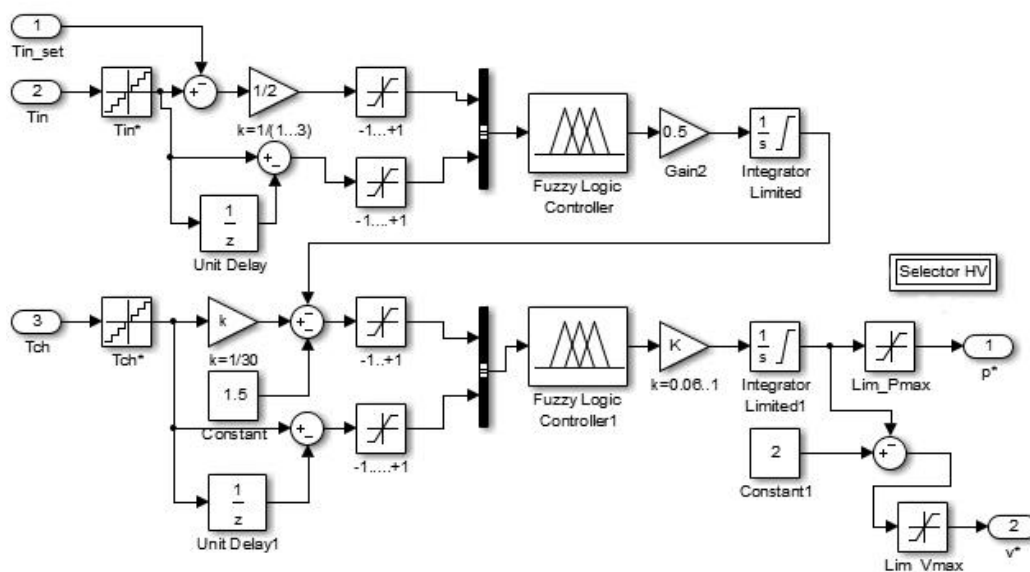 1
Tin_set
2
Tin
Tin*
1/2
k=1/(1...3)
-1...+1
-1....+1
1
z
Unit Delay
Fuzzy Logic
Controller
0.5
Gain2
1
s
Integrator
Limited
Selector HV
3
Tch
Tch*
k
k=1/30
1.5
Constant
-1..+1
-1.....+1
1
z
Unit Delay1
Fuzzy Logic
Controller1
K
k=0.06..1
1
s
Integrator
Limited1
Lim_Pmax
1
p*
2
Constant1
Lim_Vmax
2
v*